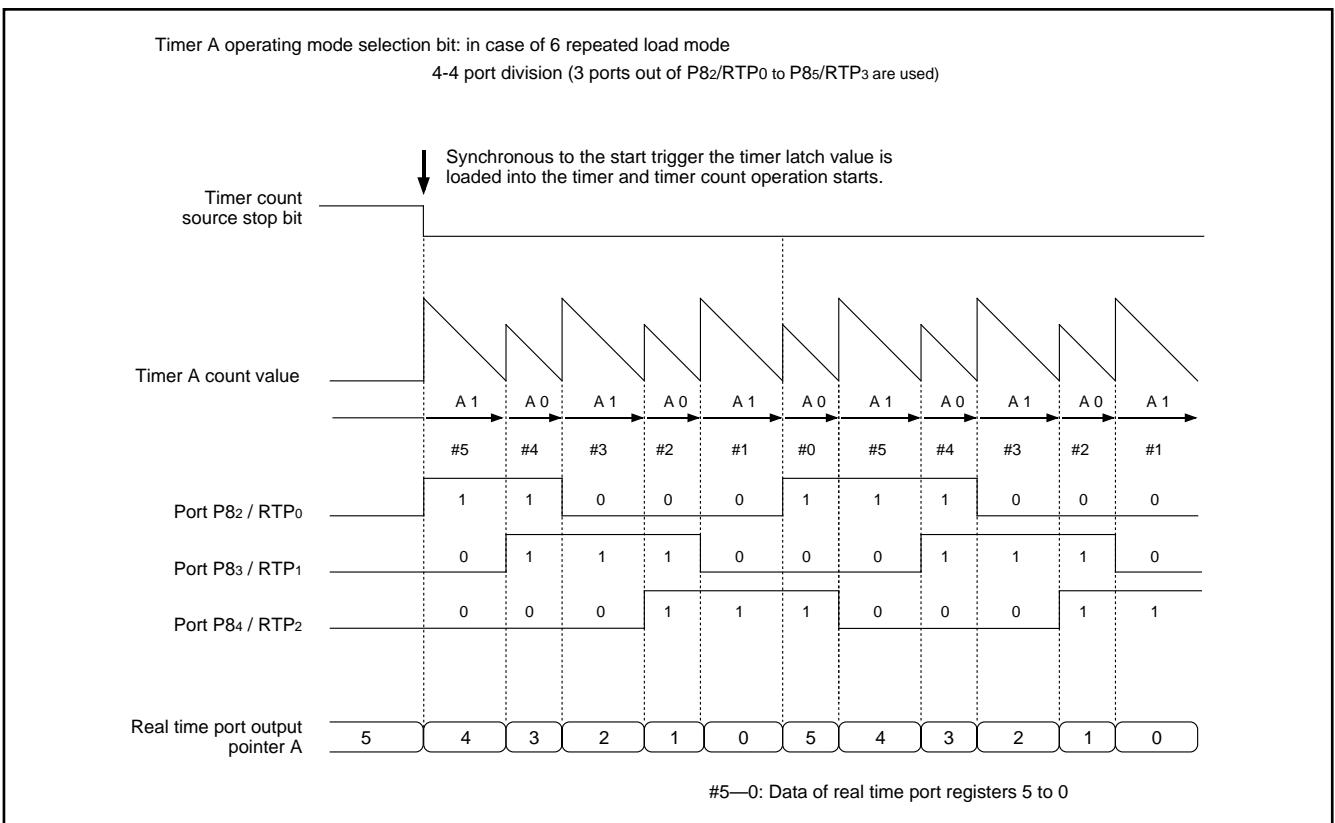 Timer A operating mode selection bit: in case of 6 repeated load mode
4-4 port division (3 ports out of P82/RTP0 to P85/RTP3 are used)
Synchronous to the start trigger the timer latch value is
loaded into the timer and timer count operation starts.
Timer count
source stop bit
Timer A count value
A 1 A 0 A 1 A 0 A 1 A 0 A 1 A 0 A 1 A 0 A 1
#5 #4 #3 #2 #1 #0 #5 #4 #3 #2 #1
Port P82 / RTP0 1 1 0 0 0 1 1 1 0 0 0
Port P83 / RTP1 0 1 1 1 0 0 0 1 1 1 0
Port P84 / RTP2 0 0 0 1 1 1 0 0 0 1 1
Real time port output
pointer A
5 4 3 2 1 0 5 4 3 2 1 0
#5—0: Data of real time port registers 5 to 0